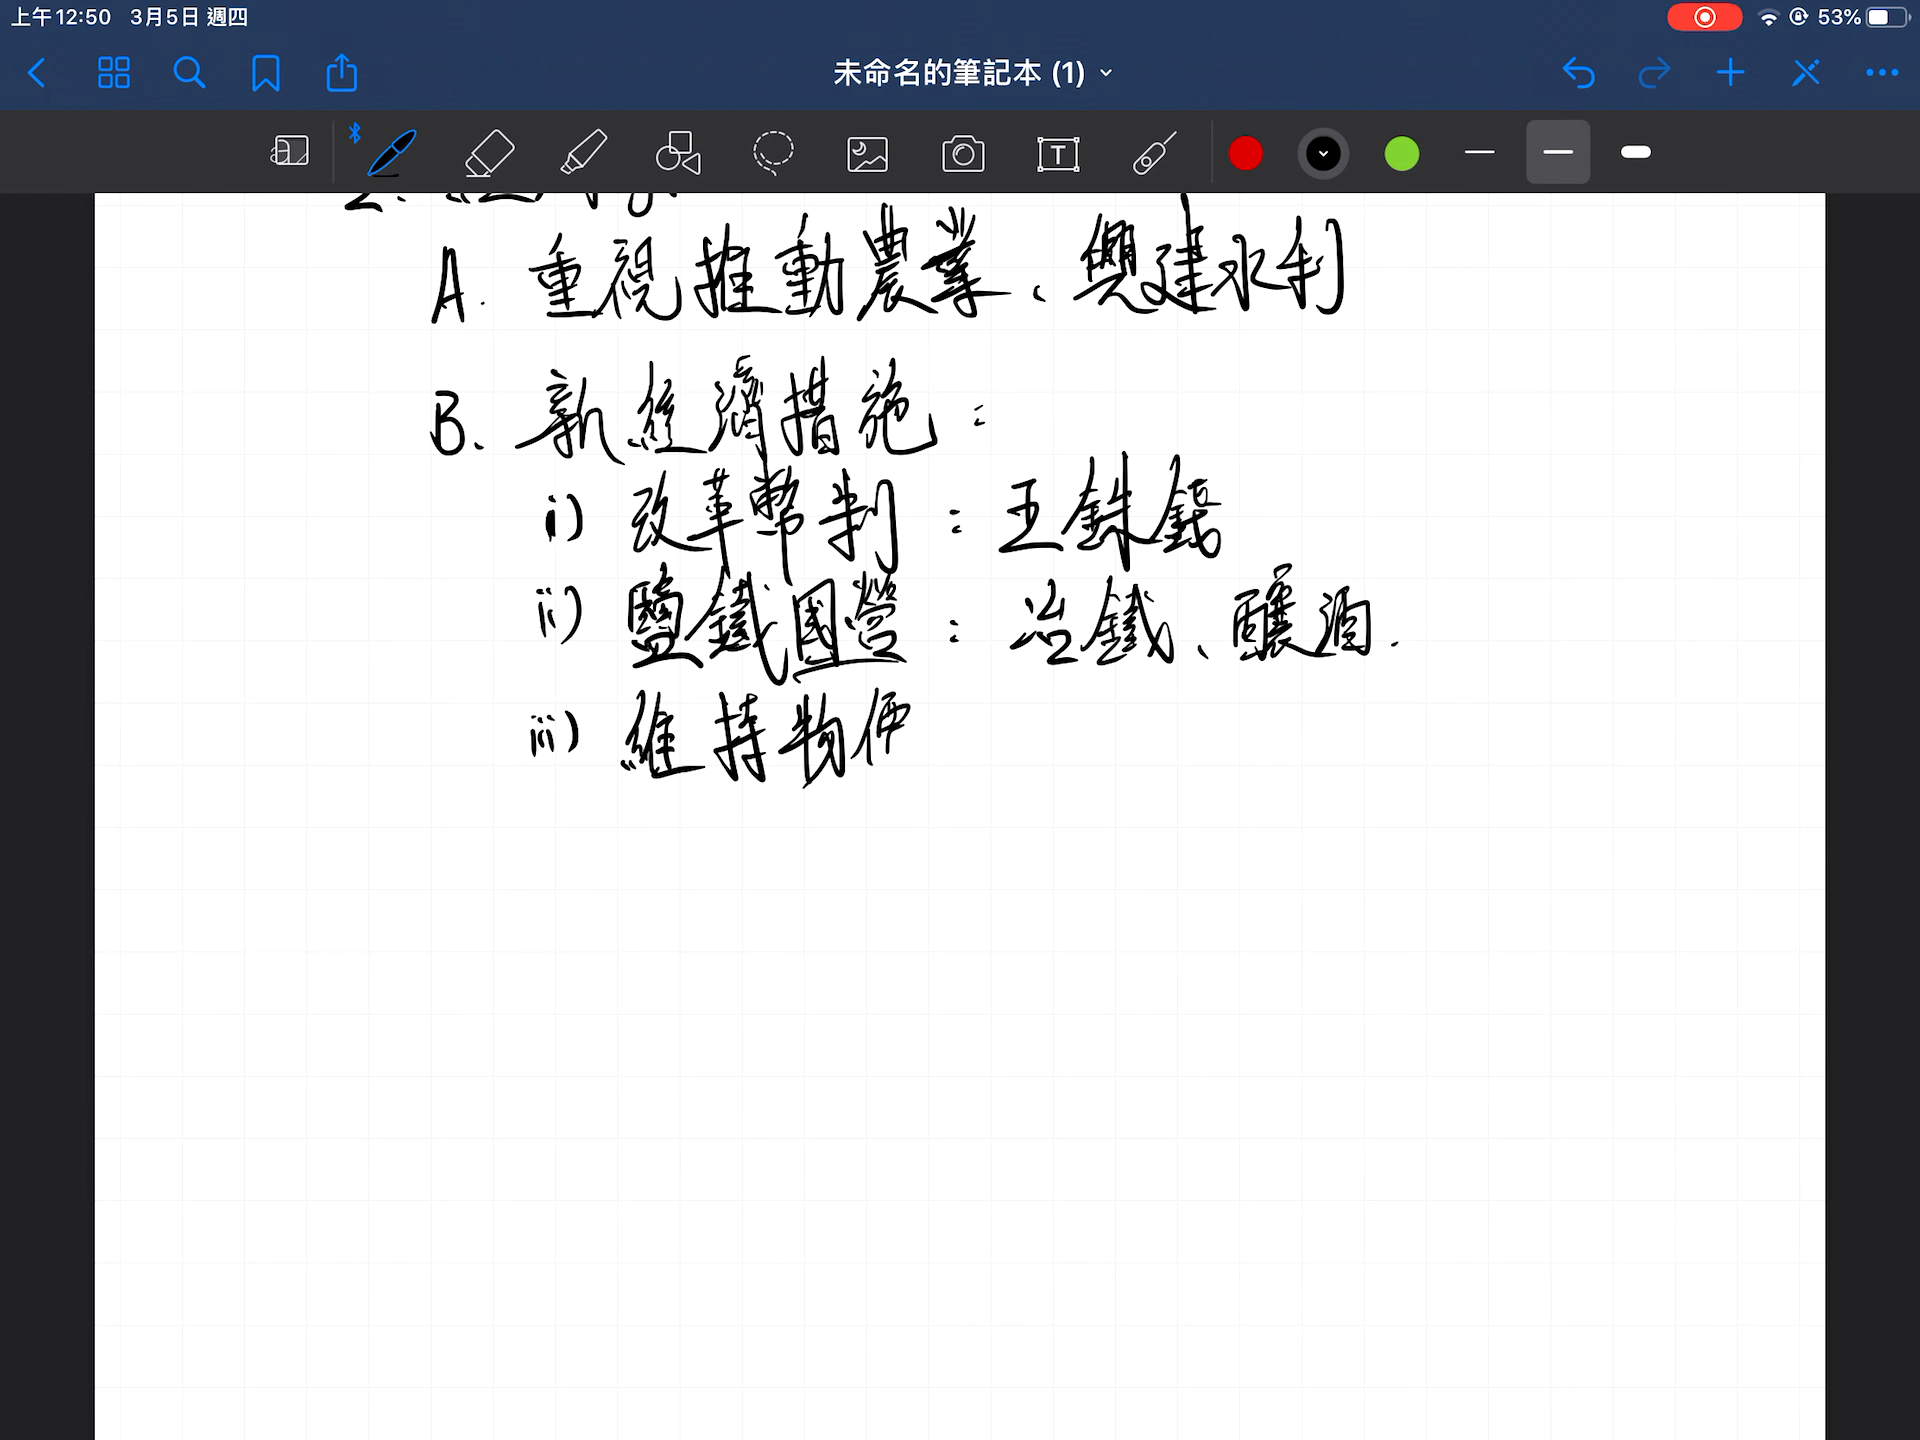 上午12:50 3月5日 週四
53%
未命名的筆記本 (1)
T
A. 重視推動農業、興建水利
B. 新經濟措施：
i) 改革幣制：五銖錢
ii) 鹽鐵國營：冶鐵、釀酒.
iii) 維持物価